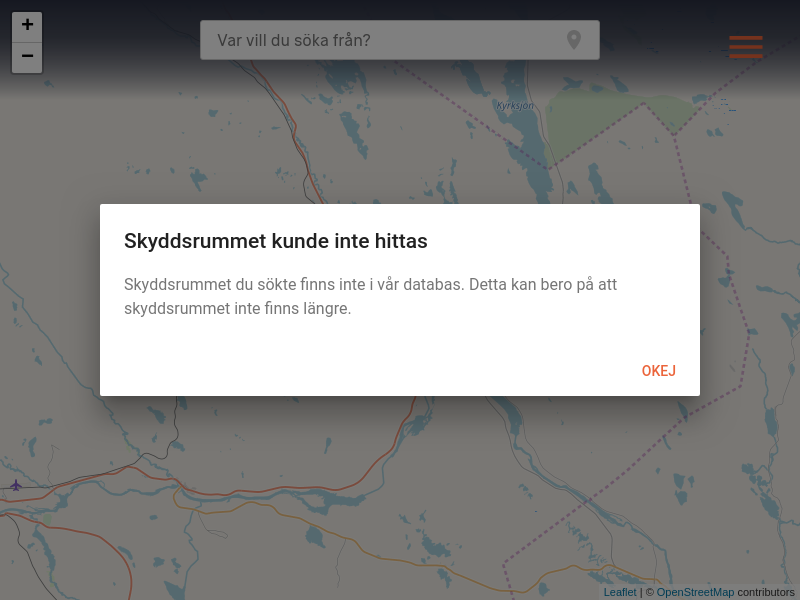 +
Var vill du söka från?
−
Kyrksjön
Skyddsrummet kunde inte hittas
Skyddsrummet du sökte finns inte i vår databas. Detta kan bero på att
skyddsrummet inte finns längre.
OKEJ
Leaflet | © OpenStreetMap contributors